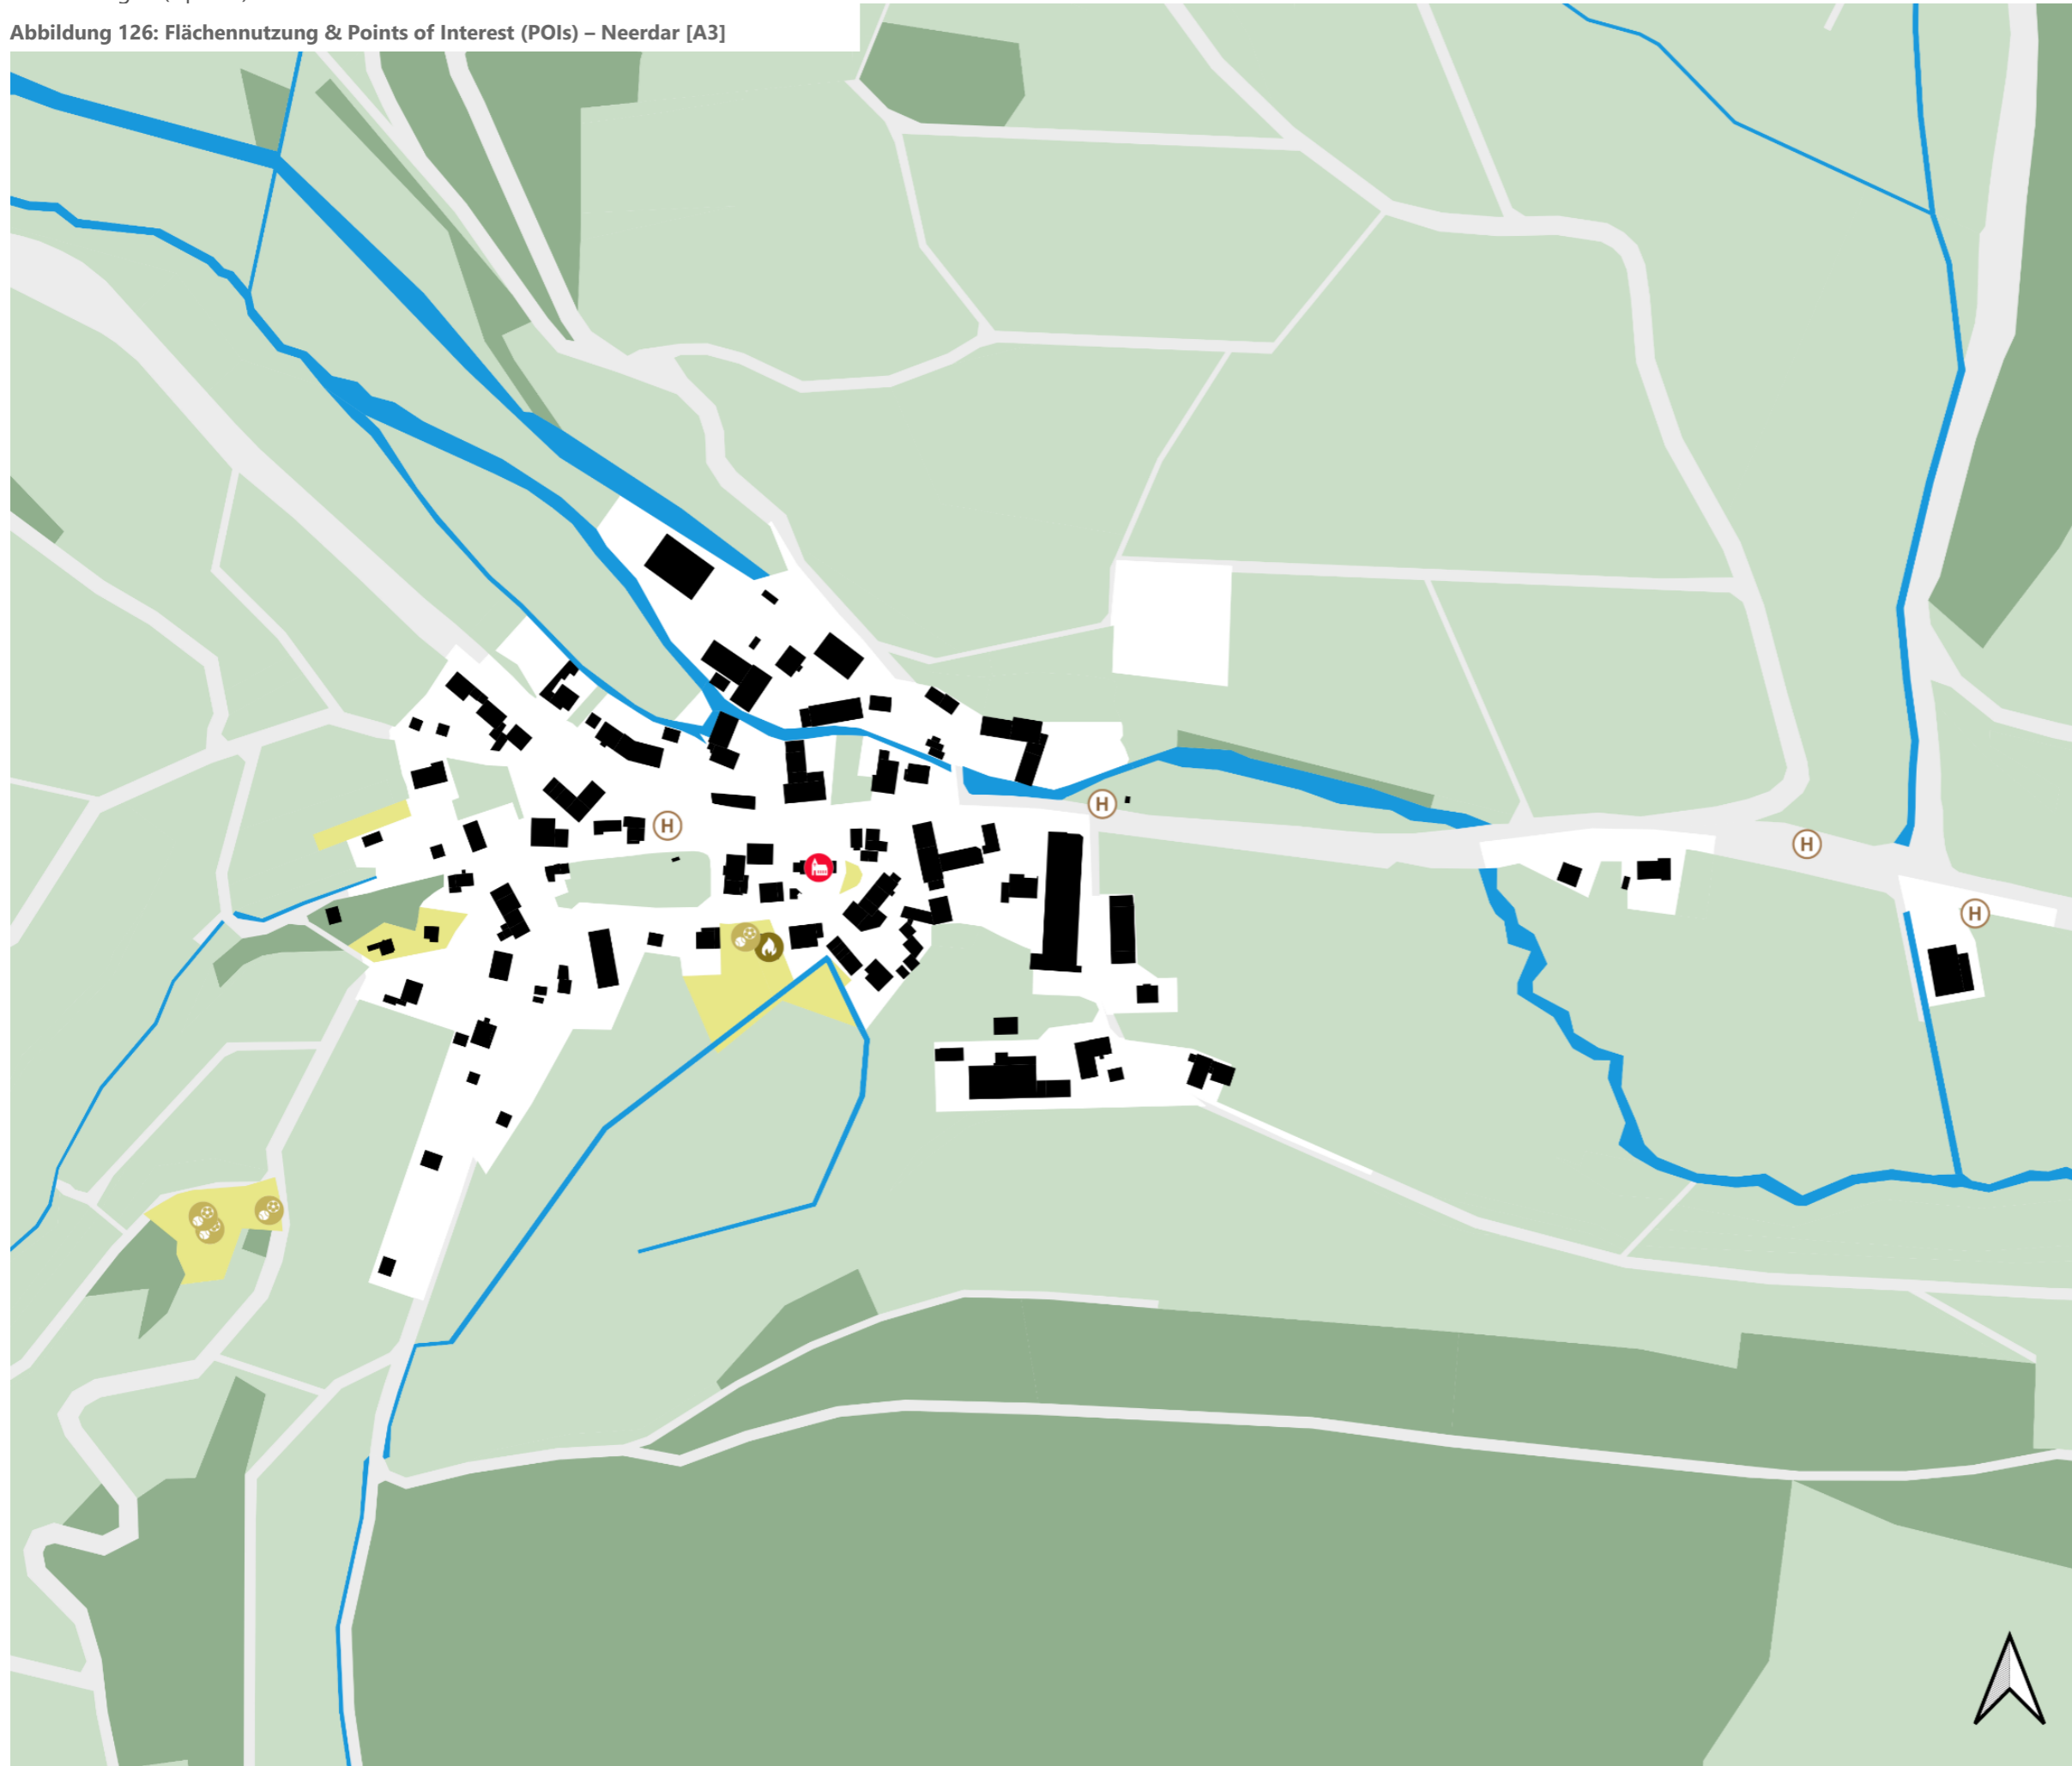 Abbildung 126: Flächennutzung & Points of Interest (POIs) – Neerdar [A3]
H
H
H
H